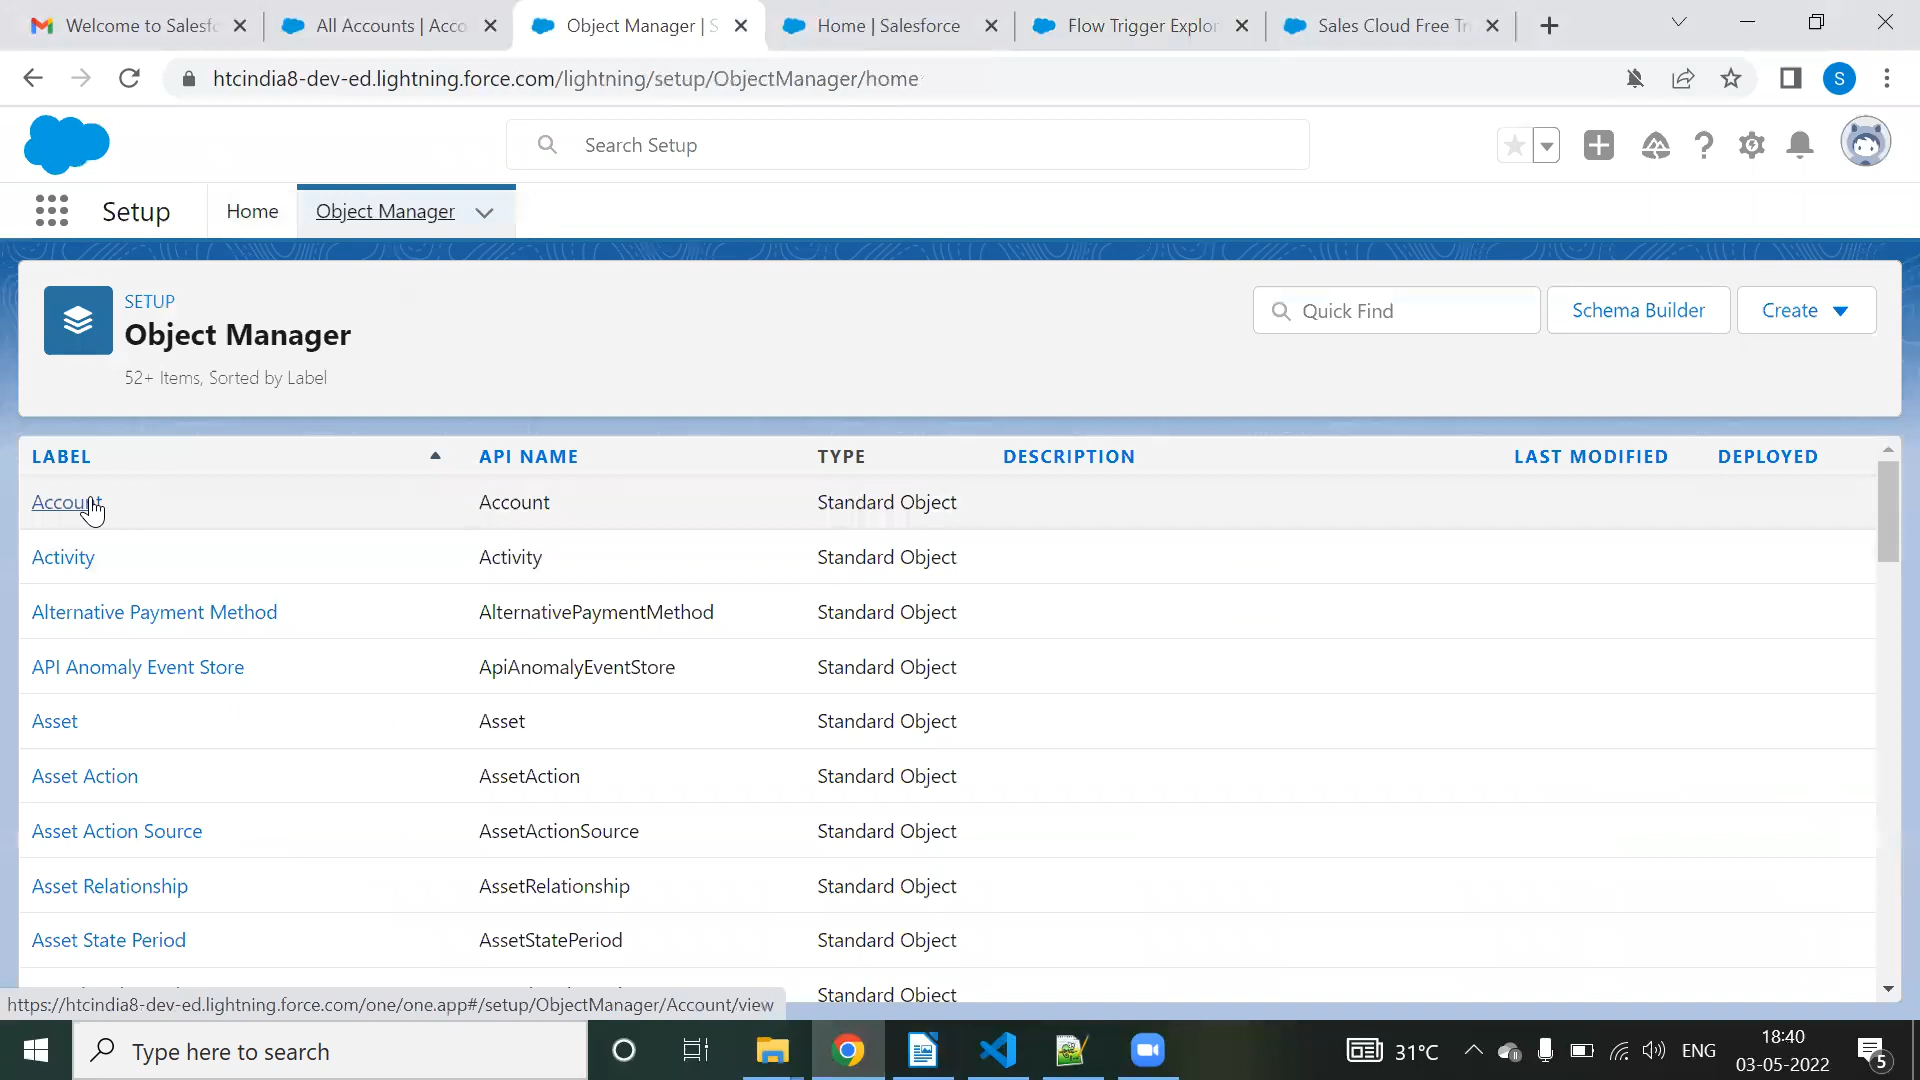 Welcome to Salesfo
All Accounts | Acco
Object Manager | S
Home | Salesforce
Flow Trigger Explor
Sales Cloud Free Tr
htcindia8-dev-ed.lightning.force.com/lightning/setup/ObjectManager/home
S
Search Setup
Setup
Home
Object Manager
SETUP
Object Manager
52+ Items, Sorted by Label
Quick Find
Schema Builder
Create
LABEL API NAME TYPE DESCRIPTION LAST MODIFIED DEPLOYED
Account Account Standard Object
Activity Activity Standard Object
Alternative Payment Method AlternativePaymentMethod Standard Object
API Anomaly Event Store ApiAnomalyEventStore Standard Object
Asset Asset Standard Object
Asset Action AssetAction Standard Object
Asset Action Source AssetActionSource Standard Object
Asset Relationship AssetRelationship Standard Object
Asset State Period AssetStatePeriod Standard Object
Standard Object
https://htcindia8-dev-ed.lightning.force.com/one/one.app#/setup/ObjectManager/Account/view
Type here to search
31°C
ENG
18:40
03-05-2022
5